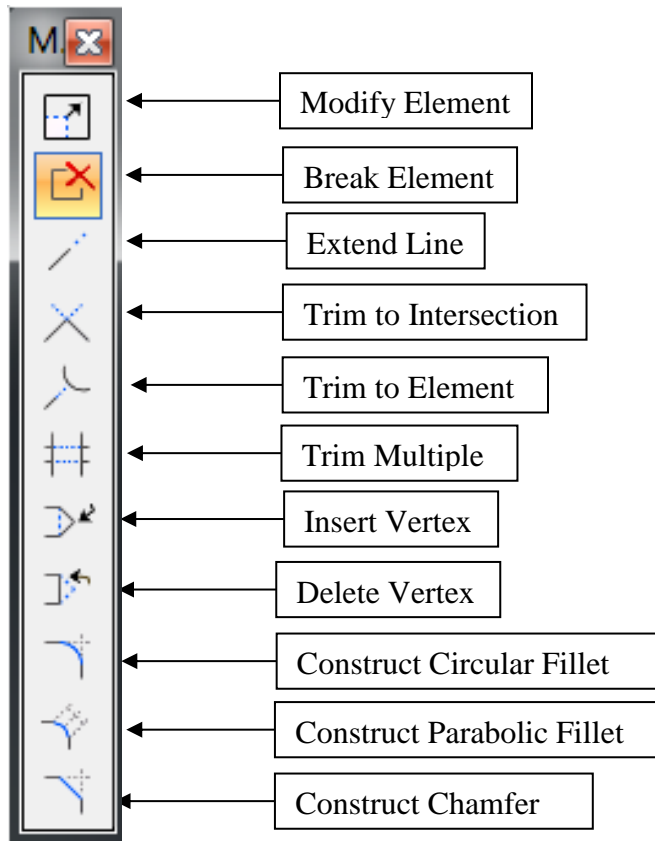 M.
Modify Element
Break Element
Extend Line
Trim to Intersection
Trim to Element
Trim Multiple
Insert Vertex
Delete Vertex
Construct Circular Fillet
Construct Parabolic Fillet
Construct Chamfer